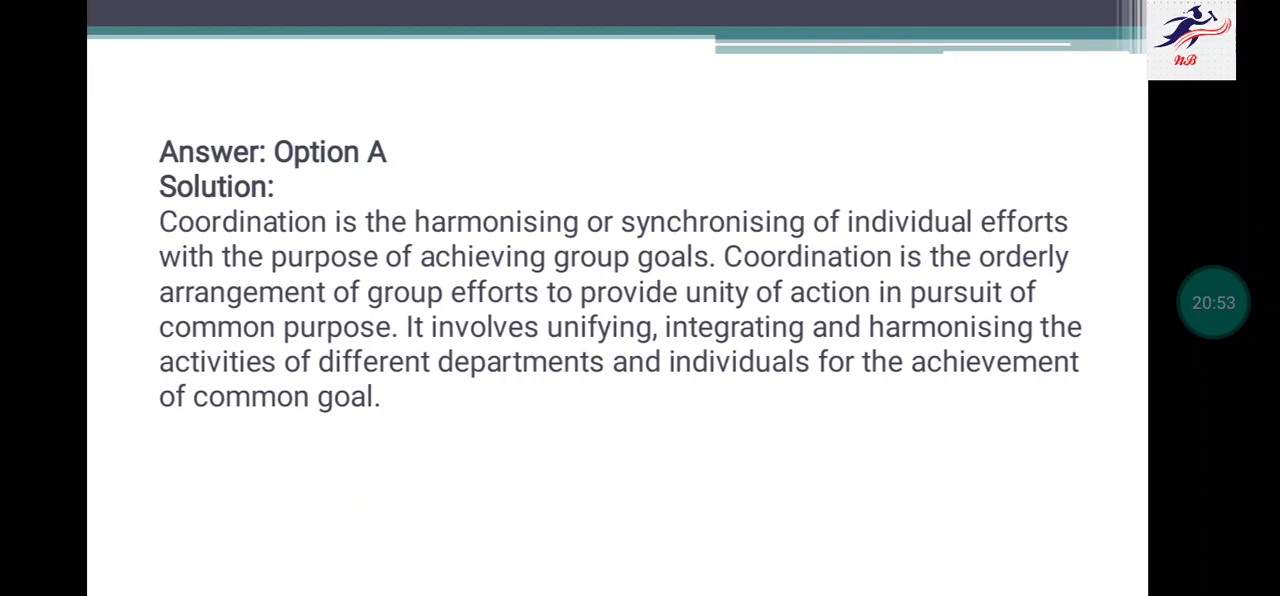 NB
Answer: Option A
Solution:
Coordination is the harmonising or synchronising of individual efforts
with the purpose of achieving group goals. Coordination is the orderly
arrangement of group efforts to provide unity of action in pursuit of
common purpose. It involves unifying, integrating and harmonising the
activities of different departments and individuals for the achievement
of common goal.
20:53